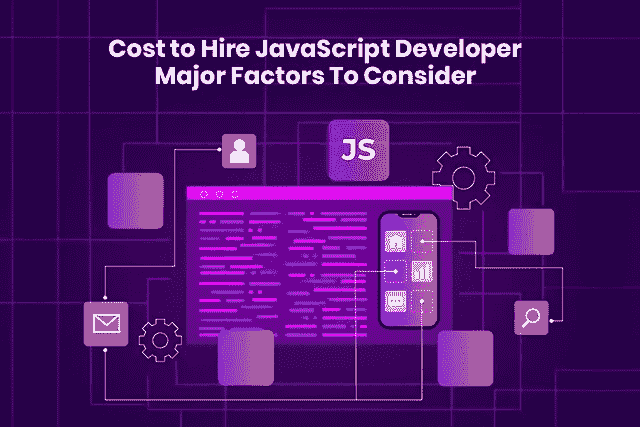 Cost to Hire JavaScript Developer
Major Factors To Consider
JS